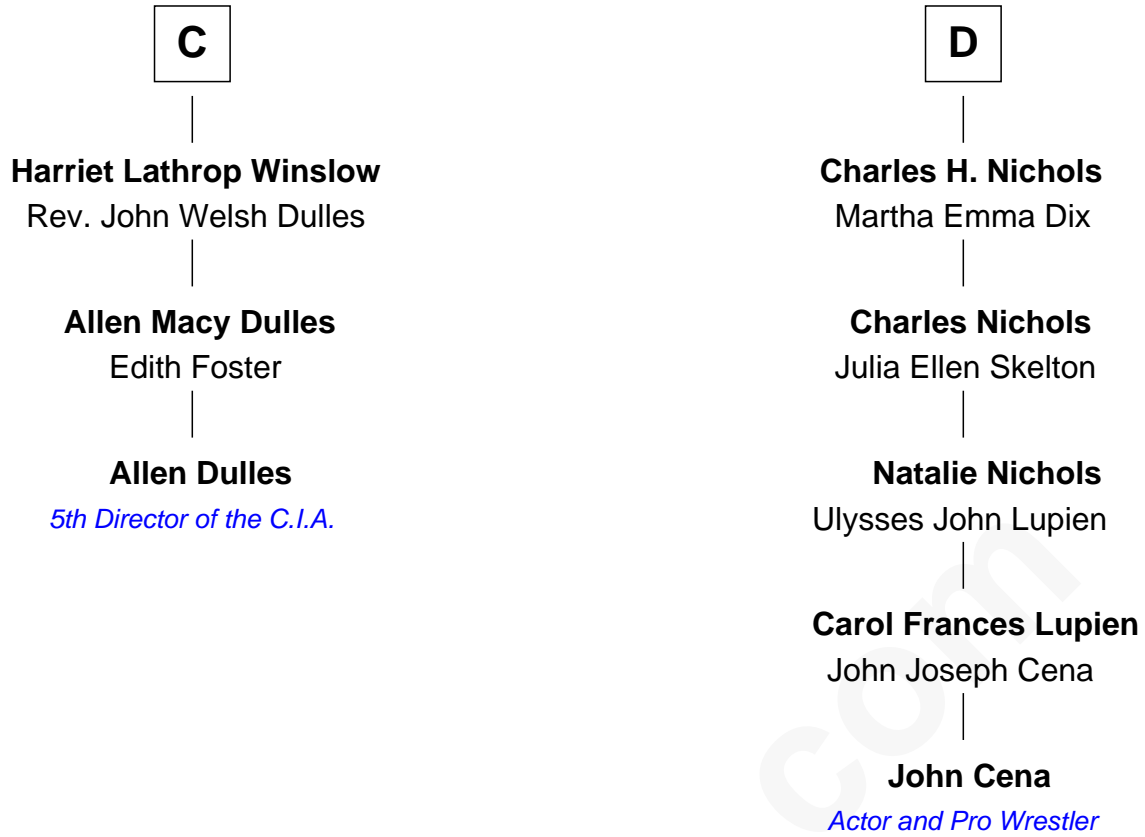 C
Harriet Lathrop Winslow
Rev. John Welsh Dulles
Allen Macy Dulles
Edith Foster
Allen Dulles
5th Director of the C.I.A.
D
Charles H. Nichols
Martha Emma Dix
Charles Nichols
Julia Ellen Skelton
Natalie Nichols
Ulysses John Lupien
Carol Frances Lupien
John Joseph Cena
John Cena
Actor and Pro Wrestler
com